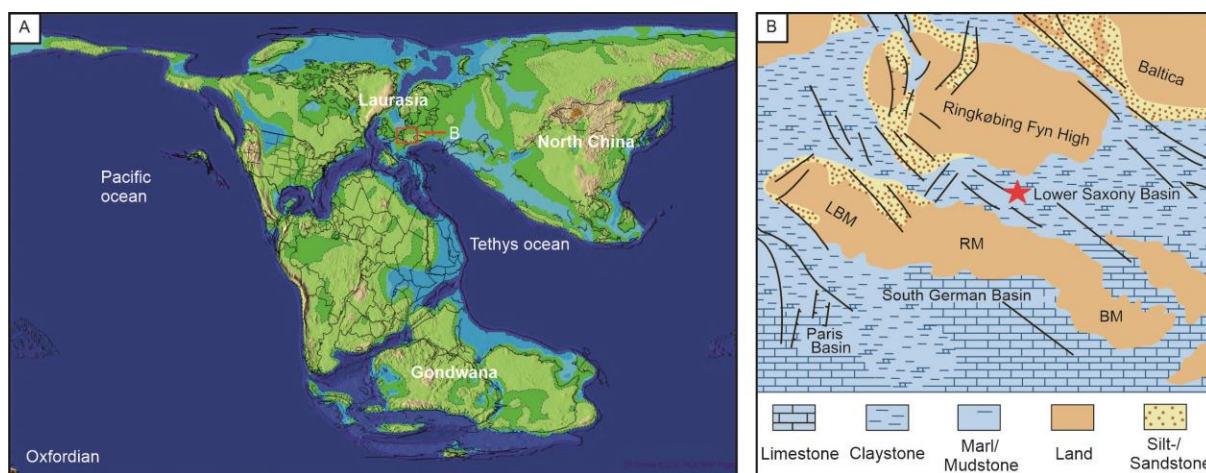 A
Laurasia
B
North China
Pacific
ocean
Tethys ocean
Gondwana
Oxfordian
B
Baltica
Ringkøbing Fyn High
Lower Saxony Basin
LBM
RM
South German Basin
BM
Paris
Basin
Limestone
Claystone
Marl/
Mudstone
Land
Silt-/
Sandstone